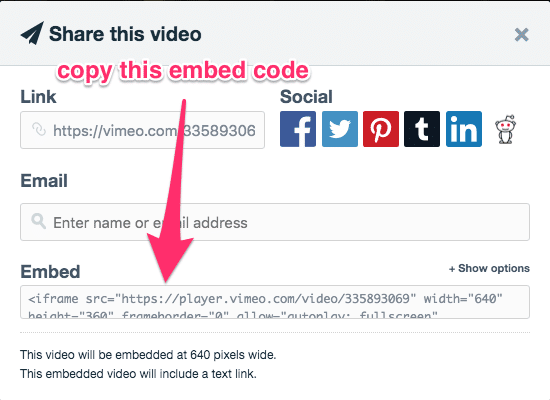 Share this video
×
copy this embed code
Link
Social
https://vimeo.com/33589306
f
t
in
Email
Enter name or email address
Embed
+ Show options
<iframe src="https://player.vimeo.com/video/335893069" width="640"
height="360" frameborder="0" allow="autoplay; fullscreen"
This video will be embedded at 640 pixels wide.
This embedded video will include a text link.